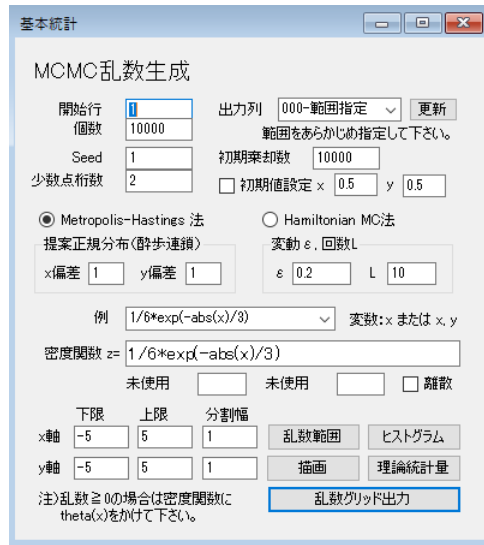 基本統計
MCMC乱数生成
開始行 1 出力列 000-範囲指定 更新
個数 10000 範囲をあらかじめ指定して下さい。
Seed 1 初期棄却数 10000
少数点桁数 2 初期値設定 x 0.5 y 0.5
Metropolis-Hastings 法 Hamiltonian MC法
提案正規分布(酔歩連鎖) 変動ε,回数L
x偏差 1 y偏差 1 ε 0.2 L 10
例 1/6*exp(-abs(x)/3) 変数:x または x, y
密度関数 z= 1/6*exp(-abs(x)/3)
未使用 未使用 離散
下限 上限 分割幅
x軸 -5 5 1 乱数範囲 ヒストグラム
y軸 -5 5 1 描画 理論統計量
注)乱数≧0の場合は密度関数に 乱数グリッド出力
theta(x)をかけて下さい。